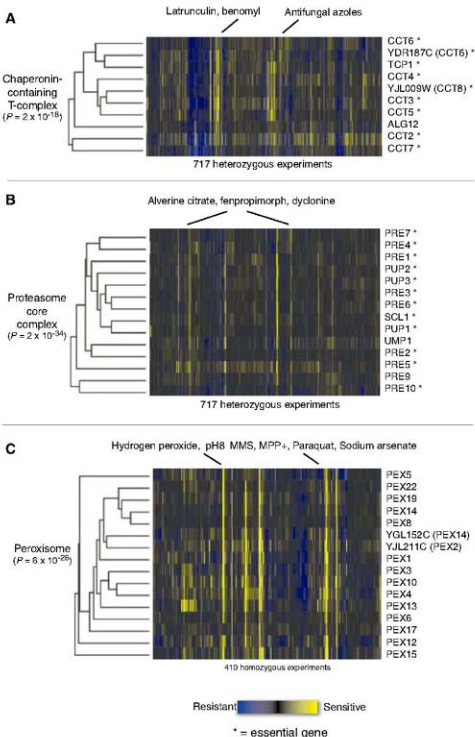 A
Latrunculin, benomyl
Antifungal azoles
Chaperonin-
containing
T-complex
(P = 2 x 10-18)
CCT6 *
YDR187C (CCT6) *
TCP1 *
CCT4 *
YJL009W (CCT8) *
CCT3 *
CCT5 *
ALG12
CCT2 *
CCT7 *
717 heterozygous experiments
B
Alverine citrate, fenpropimorph, dyclonine
Proteasome
core
complex
(P = 2 x 10-34)
PRE7 *
PRE4 *
PRE1 *
PUP2 *
PUP3 *
PRE3 *
PRE6 *
SCL1 *
PUP1 *
UMP1
PRE2 *
PRE5 *
PRE9
PRE10 *
717 heterozygous experiments
C
Hydrogen peroxide, pH8 MMS, MPP+, Paraquat, Sodium arsenate
Peroxisome
(P = 6 x 10-25)
PEX5
PEX22
PEX19
PEX14
PEX8
YGL152C (PEX14)
YJL211C (PEX2)
PEX1
PEX3
PEX10
PEX4
PEX13
PEX6
PEX17
PEX12
PEX15
410 homozygous experiments
Resistant
Sensitive
* = essential gene